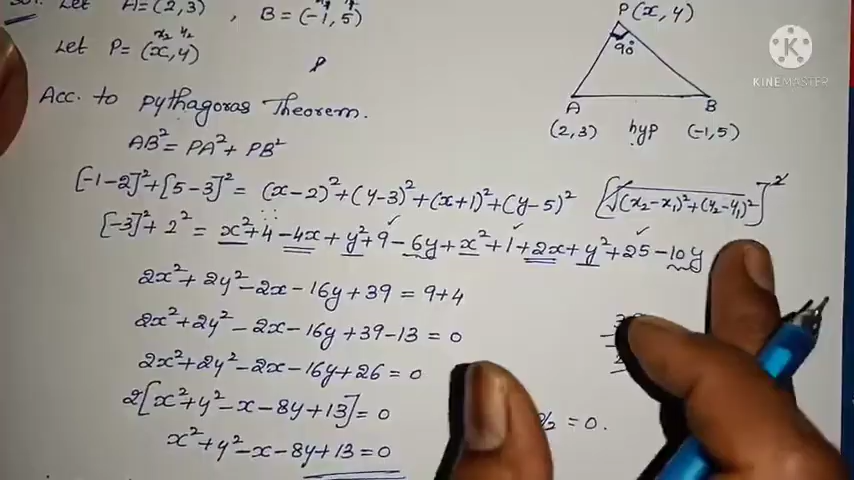 Sol: Let A=(2,3) , B=(-1,5)
Let P=(x,y)
x₂ y₂
P
Acc. to pythagoras Theorem.
AB² = PA² + PB²
[-1-2]² + [5-3]² = (x-2)² + (y-3)² + (x+1)² + (y-5)²
[√(x₂-x₁)²+(y₂-y₁)²]²
[-3]² + 2² = x²+4-4x+y²+9-6y+x²+1+2x+y²+25-10y
2x²+2y²-2x-16y+39 = 9+4
2x²+2y²-2x-16y+39-13 = 0
2x²+2y²-2x-16y+26 = 0
2[x²+y²-x-8y+13] = 0
x²+y²-x-8y+13 = 0
P(x,y)
90°
A B
(2,3) hyp (-1,5)
/2 = 0.
KINEMASTER